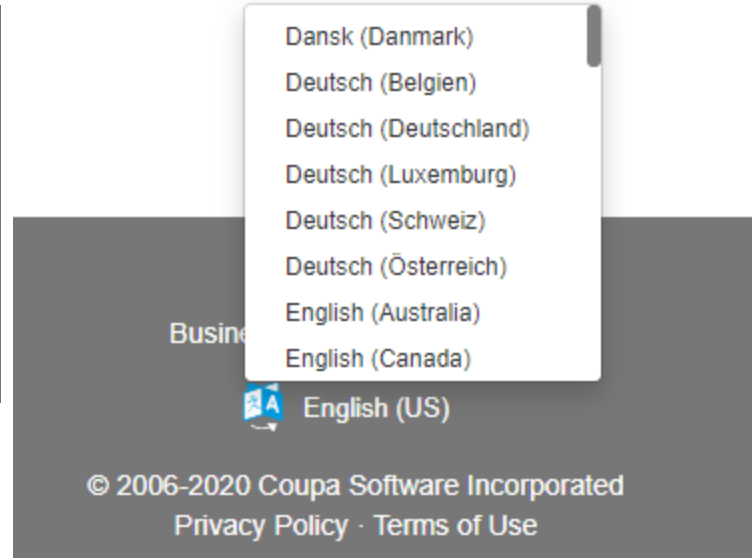 Dansk (Danmark)
Deutsch (Belgien)
Deutsch (Deutschland)
Deutsch (Luxemburg)
Deutsch (Schweiz)
Deutsch (Österreich)
English (Australia)
English (Canada)
English (US)
© 2006-2020 Coupa Software Incorporated
Privacy Policy · Terms of Use